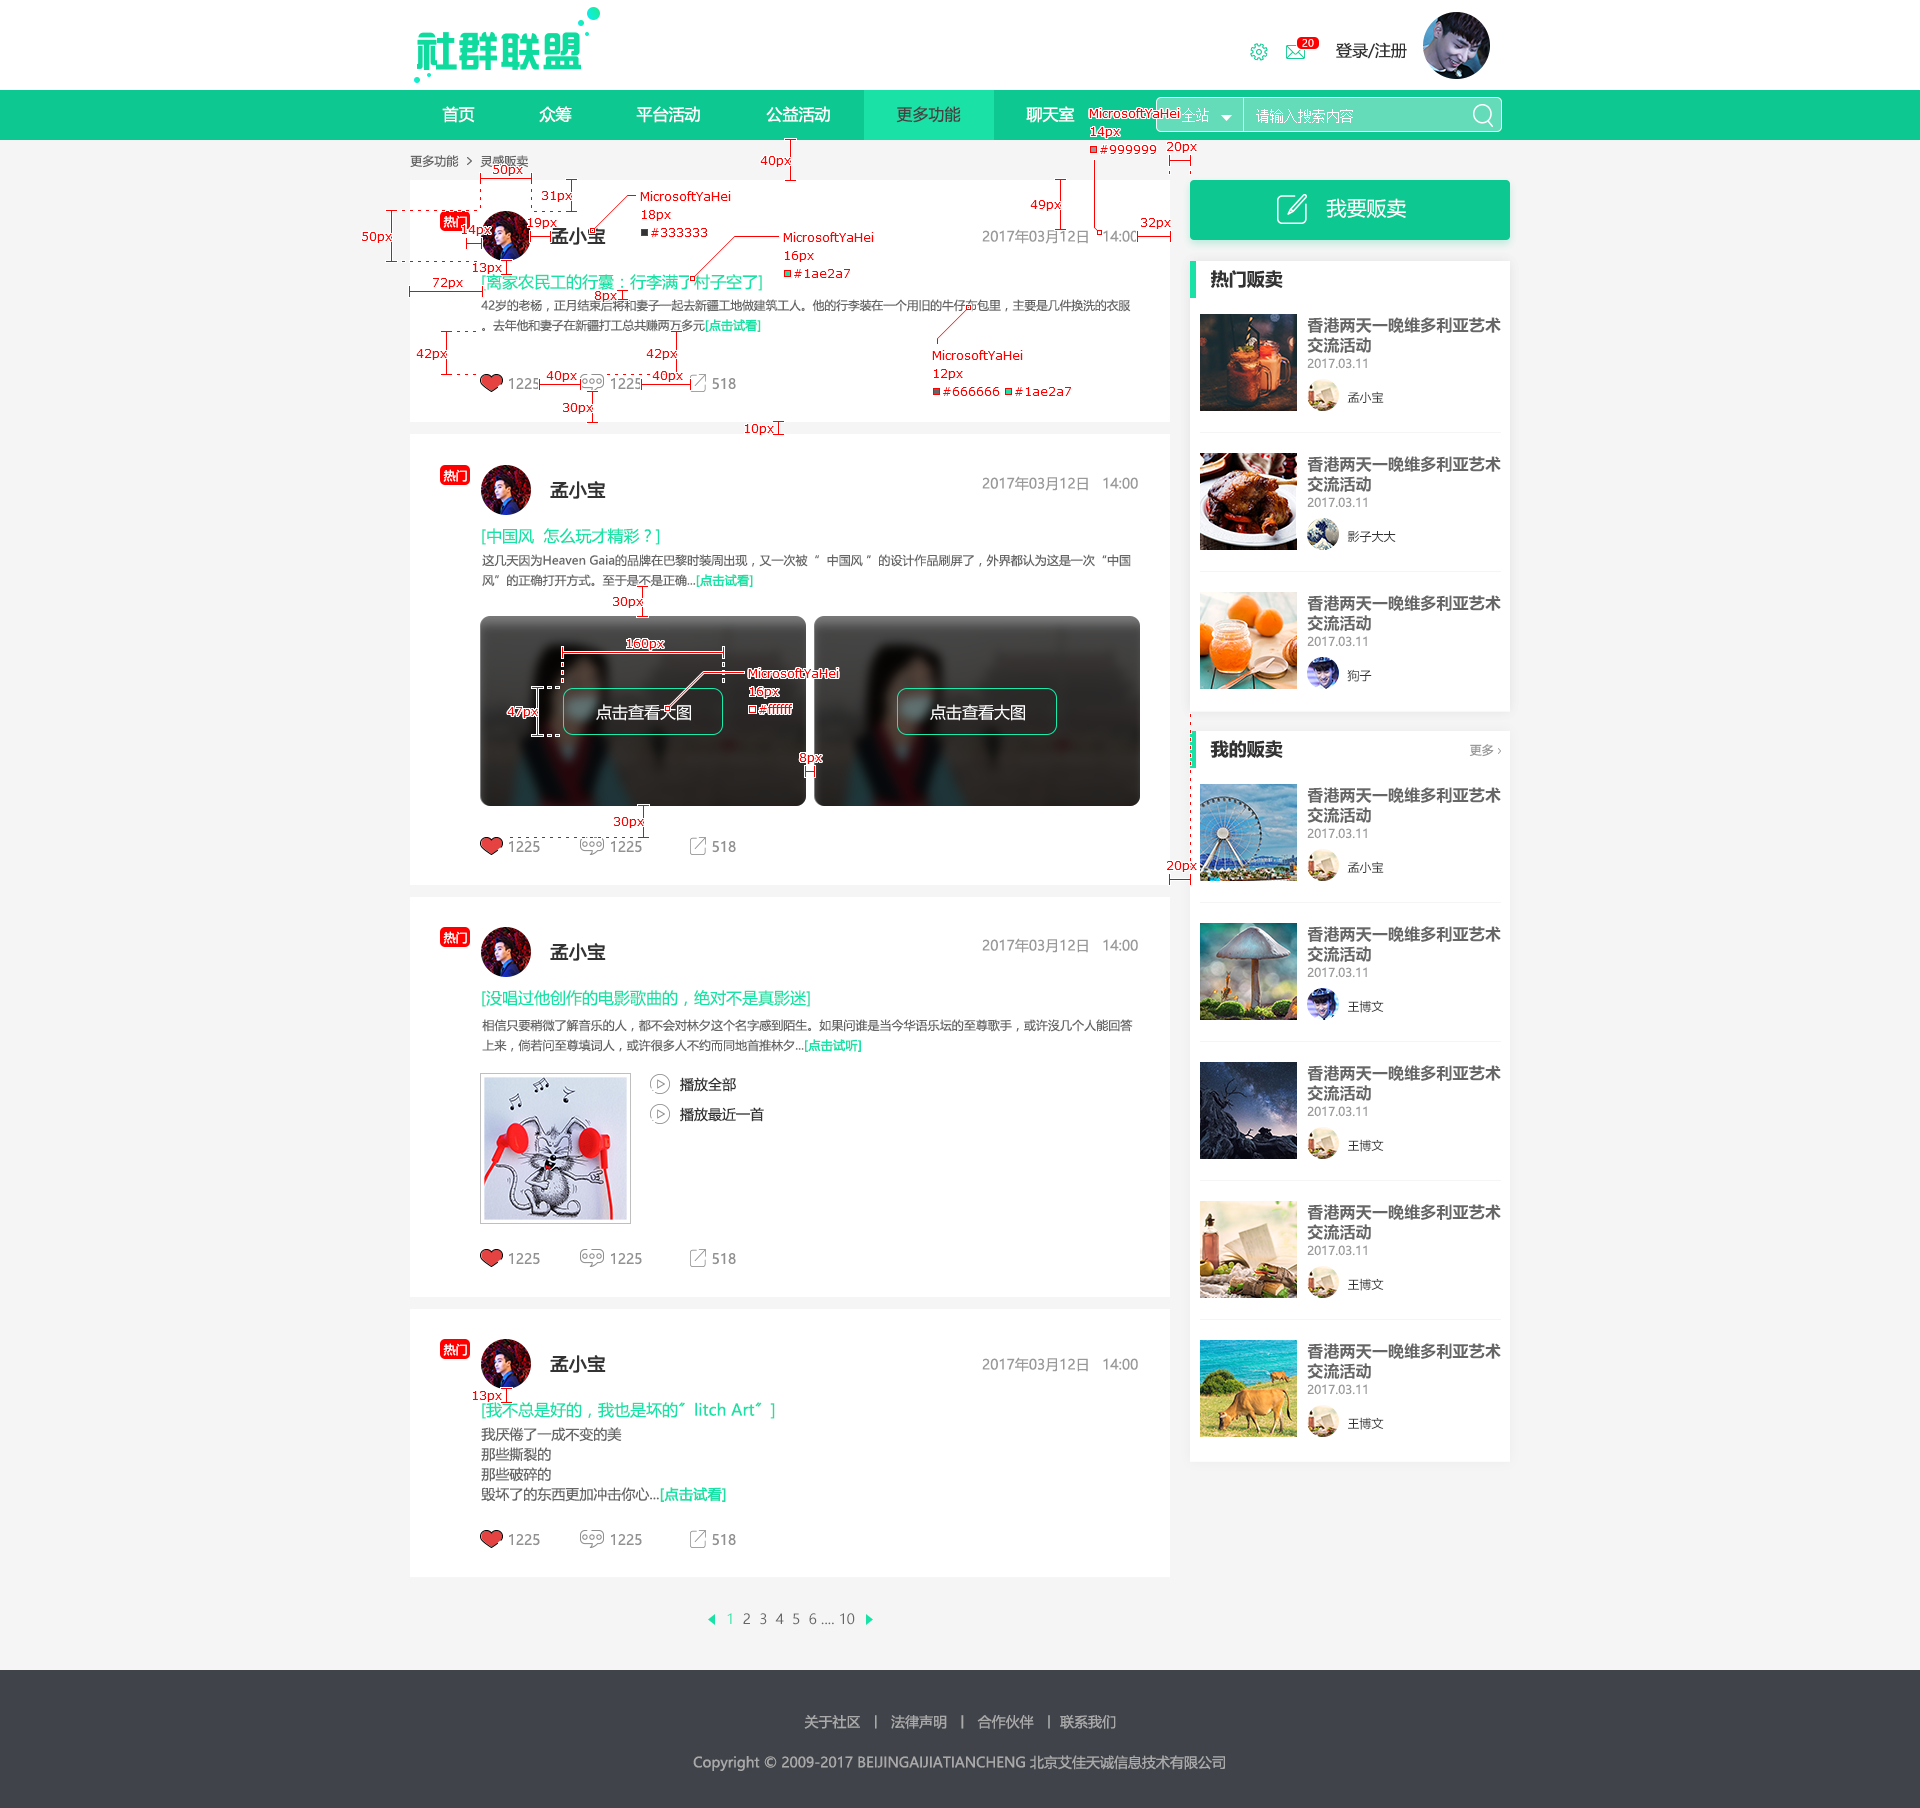 社群联盟
20
登录/注册
首页
众筹
平台活动
公益活动
更多功能
聊天室
全站
请输入搜索内容
MicrosoftYaHei
14px
#999999
20px
更多功能 > 灵感贩卖
50px
40px
31px
MicrosoftYaHei
18px
#333333
49px
32px
热门
14px
19px
孟小宝
50px
MicrosoftYaHei
16px
#1ae2a7
2017年03月12日 14:00
13px
72px
[离家农民工的行囊：行李满了村子空了]
8px
42岁的老杨，正月结束后将和妻子一起去新疆工地做建筑工人。他的行李装在一个用旧的牛仔布包里，主要是几件换洗的衣服
。去年他和妻子在新疆打工总共赚两万多元[点击试看]
42px
42px
MicrosoftYaHei
12px
#666666 #1ae2a7
40px
40px
1225
1225
518
30px
10px
热门
孟小宝
2017年03月12日 14:00
[中国风 怎么玩才精彩？]
这几天因为Heaven Gaia的品牌在巴黎时装周出现，又一次被 “ 中国风 ” 的设计作品刷屏了，外界都认为这是一次 “中国
风” 的正确打开方式。至于是不是正确...[点击试看]
30px
160px
MicrosoftYaHei
16px
#ffffff
47px
点击查看大图
点击查看大图
8px
30px
1225
1225
518
20px
热门
孟小宝
2017年03月12日 14:00
[没唱过他创作的电影歌曲的，绝对不是真影迷]
相信只要稍微了解音乐的人，都不会对林夕这个名字感到陌生。如果问谁是当今华语乐坛的至尊歌手，或许沒几个人能回答
上来，倘若问至尊填词人，或许很多人不约而同地首推林夕...[点击试听]
播放全部
播放最近一首
1225
1225
518
热门
孟小宝
2017年03月12日 14:00
13px
[我不总是好的，我也是坏的〞litch Art〞]
我厌倦了一成不变的美
那些撕裂的
那些破碎的
毁坏了的东西更加冲击你心...[点击试看]
1225
1225
518
1 2 3 4 5 6 .... 10
我要贩卖
热门贩卖
香港两天一晚维多利亚艺术
交流活动
2017.03.11
孟小宝
香港两天一晚维多利亚艺术
交流活动
2017.03.11
影子大大
香港两天一晚维多利亚艺术
交流活动
2017.03.11
狗子
我的贩卖
更多 ›
香港两天一晚维多利亚艺术
交流活动
2017.03.11
孟小宝
香港两天一晚维多利亚艺术
交流活动
2017.03.11
王博文
香港两天一晚维多利亚艺术
交流活动
2017.03.11
王博文
香港两天一晚维多利亚艺术
交流活动
2017.03.11
王博文
香港两天一晚维多利亚艺术
交流活动
2017.03.11
王博文
关于社区 | 法律声明 | 合作伙伴 | 联系我们
Copyright © 2009-2017 BEIJINGAIJIATIANCHENG 北京艾佳天诚信息技术有限公司